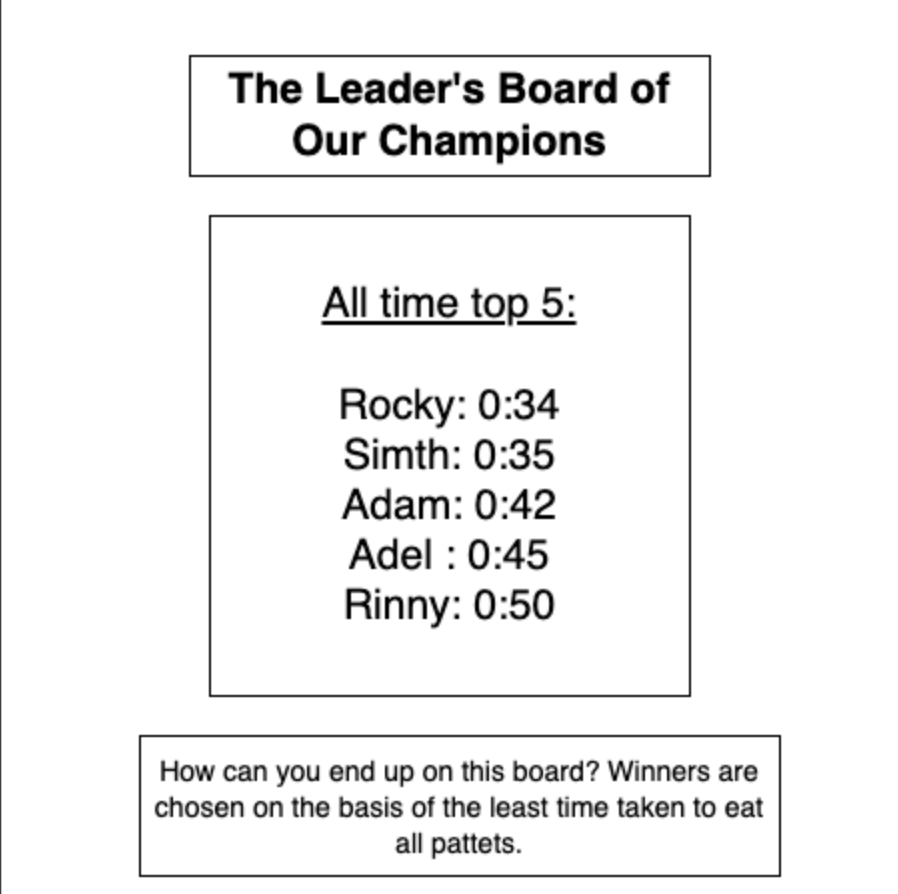 The Leader's Board of
Our Champions
All time top 5:
Rocky: 0:34
Simth: 0:35
Adam: 0:42
Adel : 0:45
Rinny: 0:50
How can you end up on this board? Winners are
chosen on the basis of the least time taken to eat
all pattets.